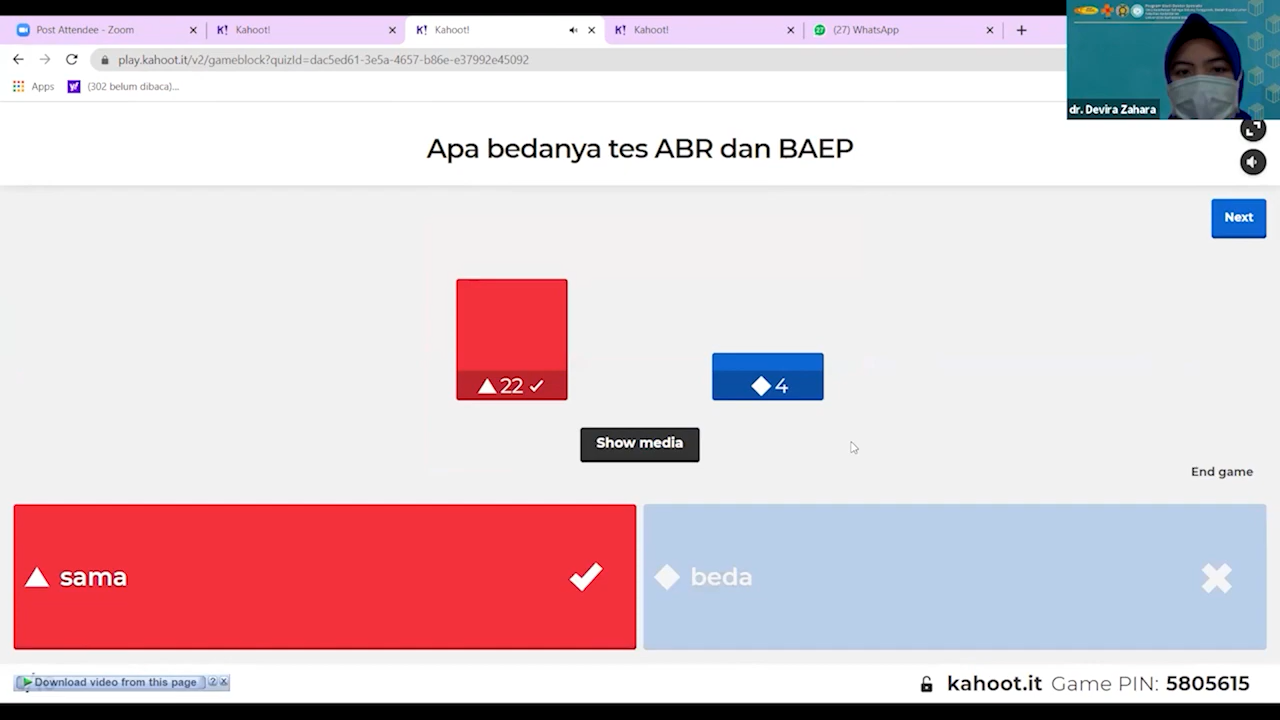 Post Attendee - Zoom
Kahoot!
Kahoot!
Kahoot!
(27) WhatsApp
play.kahoot.it/v2/gameblock?quizId=dac5ed61-3e5a-4657-b86e-e37992e45092
Apps
(302 belum dibaca)...
dr. Devira Zahara
Apa bedanya tes ABR dan BAEP
Next
22
4
Show media
End game
sama
beda
Download video from this page
kahoot.it Game PIN: 5805615